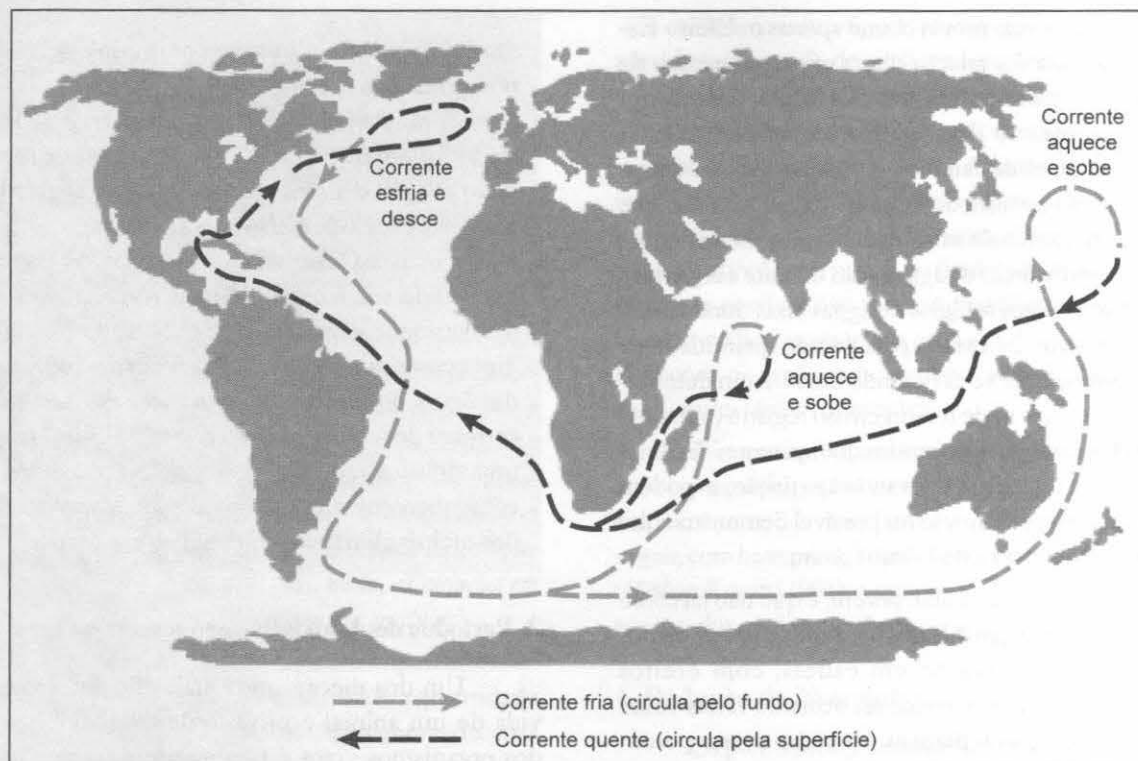 Corrente
esfria e
desce
Corrente
aquece
e sobe
Corrente
aquece
e sobe
Corrente fria (circula pelo fundo)
Corrente quente (circula pela superfície)